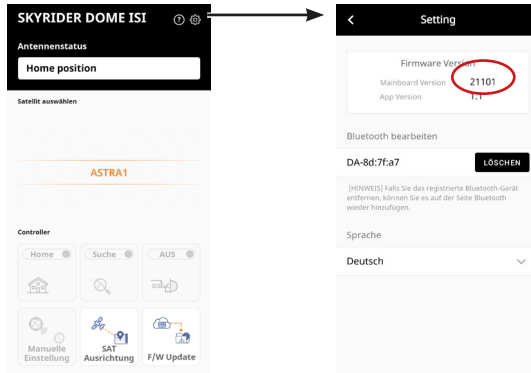 SKYRIDER DOME ISI
Antennenstatus
Home position
Satellit auswählen
ASTRA1
Controller
Home
Suche
AUS
Manuelle
Einstellung
SAT
Ausrichtung
F/W Update
Setting
Firmware Version
Mainboard Version 21101
App Version 1.1
Bluetooth bearbeiten
DA-8d:7f:a7 LÖSCHEN
[HINWEIS] Falls Sie das registrierte Bluetooth-Gerät
entfernen, können Sie es auf der Seite Bluetooth
wieder hinzufügen.
Sprache
Deutsch